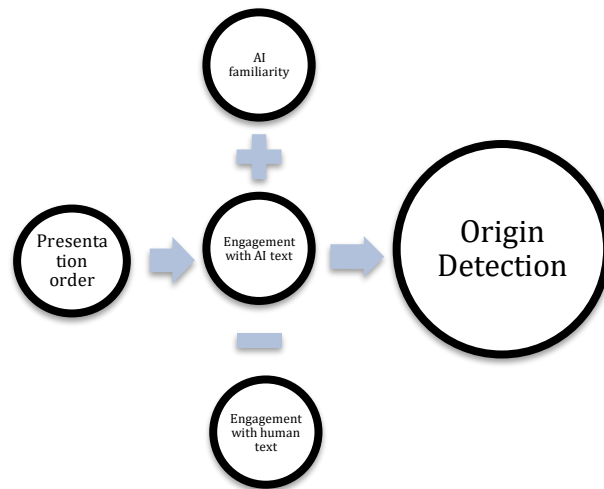 AI
familiarity
Presenta
tion
order
Engagement
with AI text
Origin
Detection
Engagement
with human
text